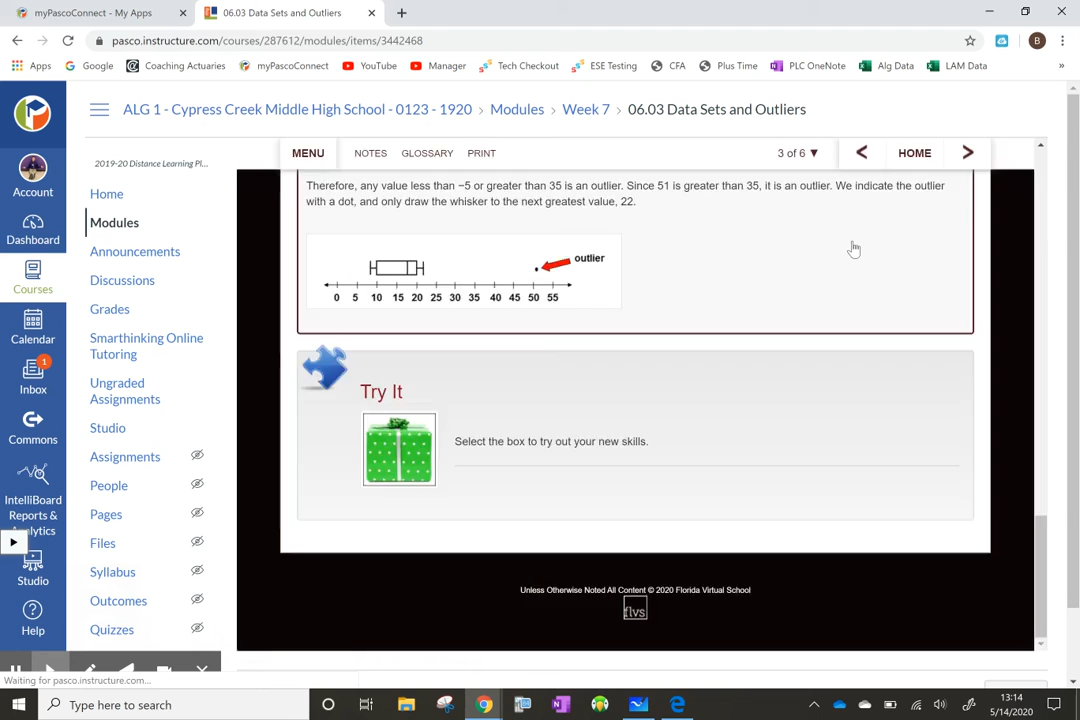 myPascoConnect - My Apps
06.03 Data Sets and Outliers
pasco.instructure.com/courses/287612/modules/items/3442468
B
Apps
Google
Coaching Actuaries
myPascoConnect
YouTube
Manager
Tech Checkout
ESE Testing
CFA
Plus Time
PLC OneNote
Alg Data
LAM Data
»
ALG 1 - Cypress Creek Middle High School - 0123 - 1920 > Modules > Week 7 > 06.03 Data Sets and Outliers
Account
Dashboard
Courses
Calendar
1
Inbox
Commons
IntelliBoard
Reports &
Analytics
Studio
Help
2019-20 Distance Learning Pl...
Home
Modules
Announcements
Discussions
Grades
Smarthinking Online
Tutoring
Ungraded
Assignments
Studio
Assignments
People
Pages
Files
Syllabus
Outcomes
Quizzes
MENU
NOTES
GLOSSARY
PRINT
3 of 6 ▼
<
HOME
>
Therefore, any value less than −5 or greater than 35 is an outlier. Since 51 is greater than 35, it is an outlier. We indicate the outlier
with a dot, and only draw the whisker to the next greatest value, 22.
outlier
0 5 10 15 20 25 30 35 40 45 50 55
Try It
Select the box to try out your new skills.
Unless Otherwise Noted All Content © 2020 Florida Virtual School
flvs
Waiting for pasco.instructure.com...
Type here to search
13:14
5/14/2020